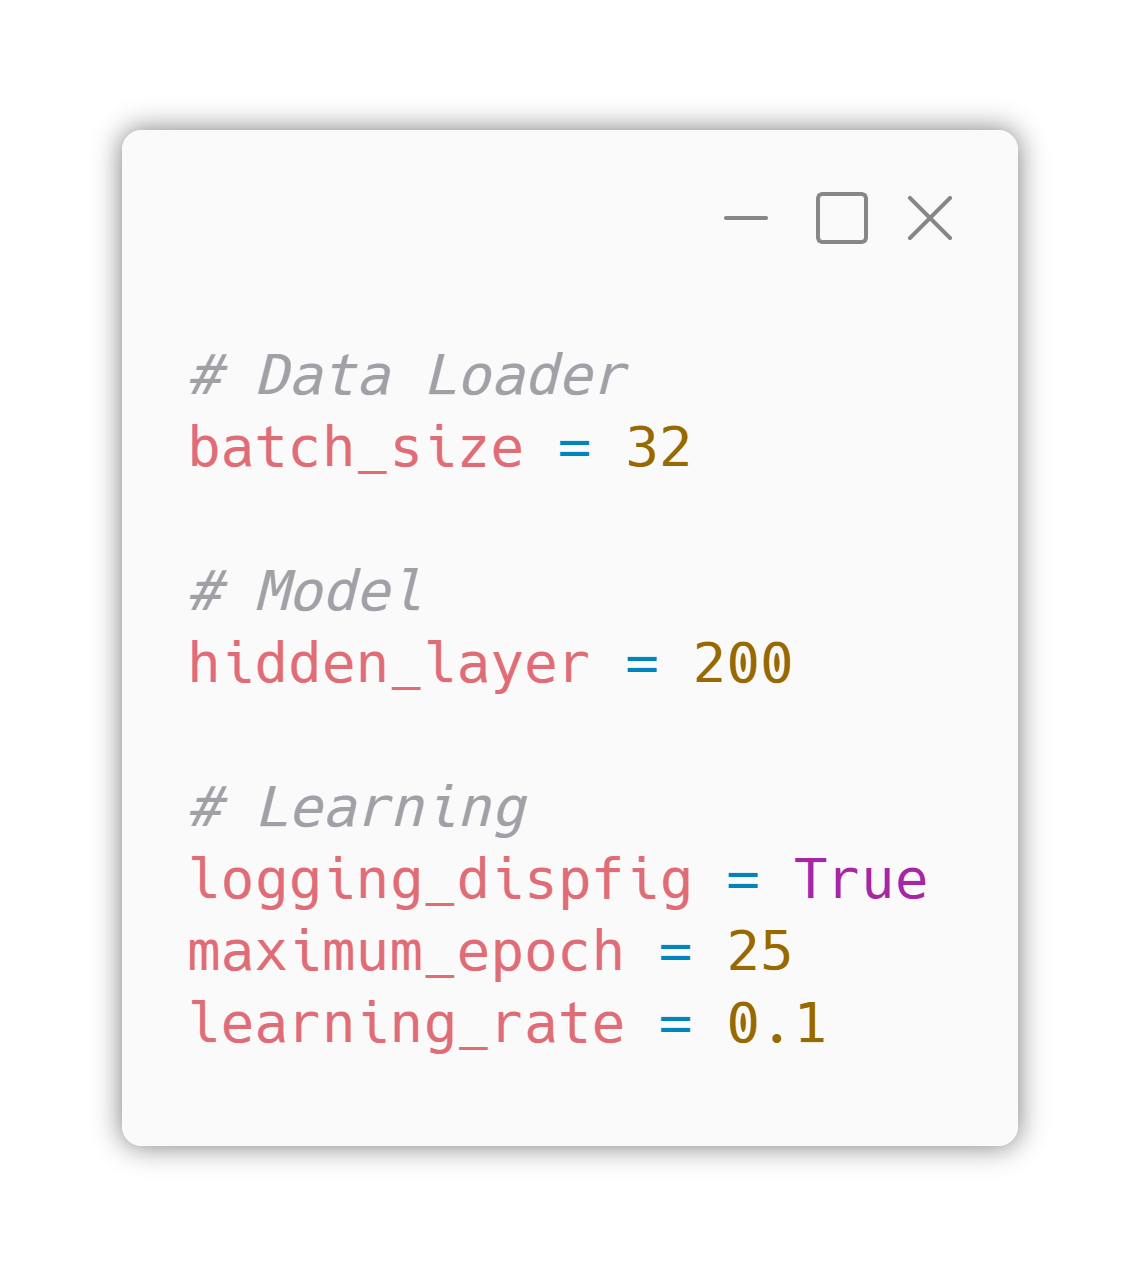 # Data Loader
batch_size = 32
# Model
hidden_layer = 200
# Learning
logging_dispfig = True
maximum_epoch = 25
learning_rate = 0.1